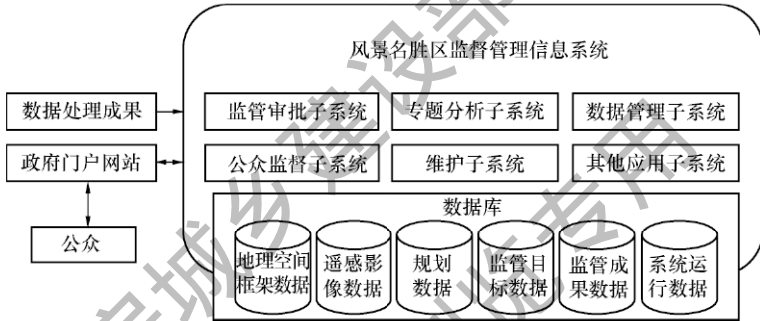 风景名胜区监督管理信息系统
数据处理成果
监管审批子系统
专题分析子系统
数据管理子系统
政府门户网站
公众监督子系统
维护子系统
其他应用子系统
公众
数据库
地理空间
框架数据
遥感影
像数据
规划
数据
监管目
标数据
监管成
果数据
系统运
行数据